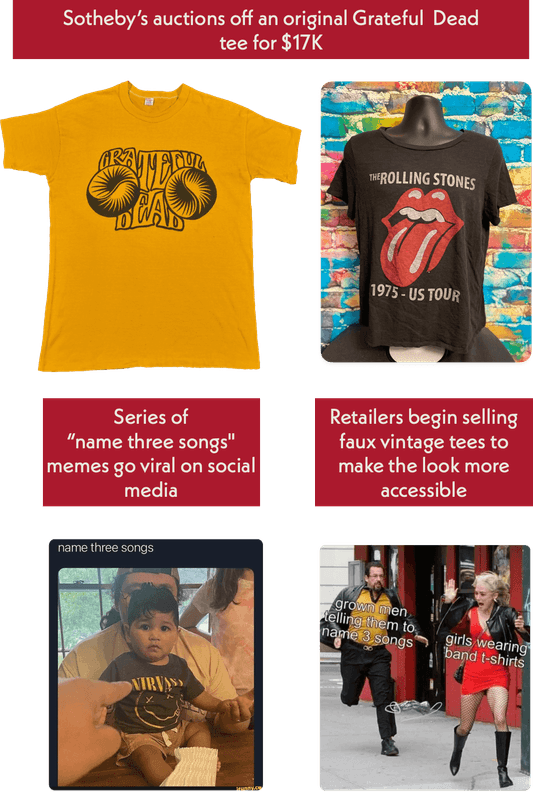 Sotheby's auctions off an original Grateful Dead
tee for $17K
GRATEFUL
DEAD
THE ROLLING STONES
1975 - US TOUR
Series of
“name three songs"
memes go viral on social
media
Retailers begin selling
faux vintage tees to
make the look more
accessible
name three songs
NIRVANA
grown men
telling them to
name 3 songs
girls wearing
band t-shirts